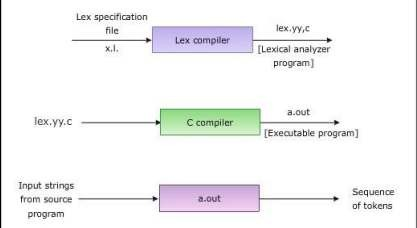 Lex specification
file
x.l.
Lex compiler
lex.yy,c
[Lexical analyzer
program]
lex.yy.c
C compiler
a.out
[Executable program]
Input strings
from source
program
a.out
Sequence
of tokens